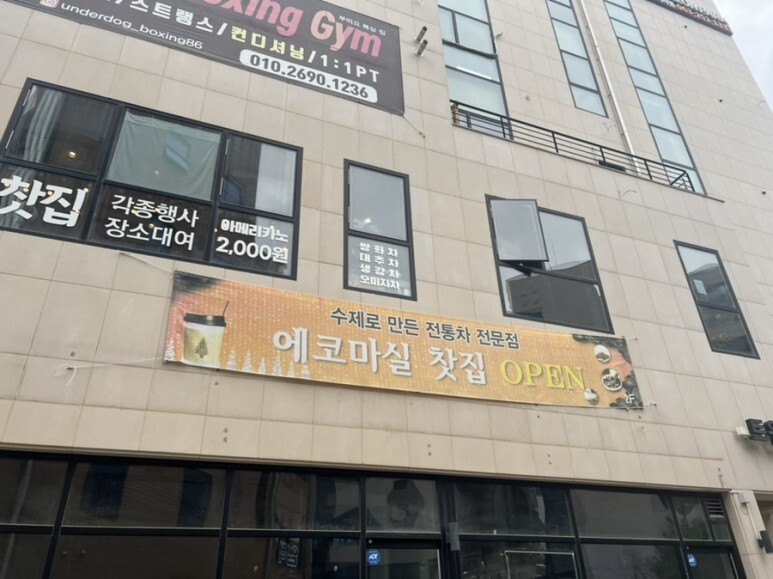 Boxing Gym
underdog_boxing86
/스트랭스/컨디셔닝/1:1PT
010.2690.1236
찻집
각종행사
장소대여
아메리카노
2,000원
쌍화차
대추차
생강차
오미자차
수제로 만든 전통차 전문점
에코마실 찻집 OPEN